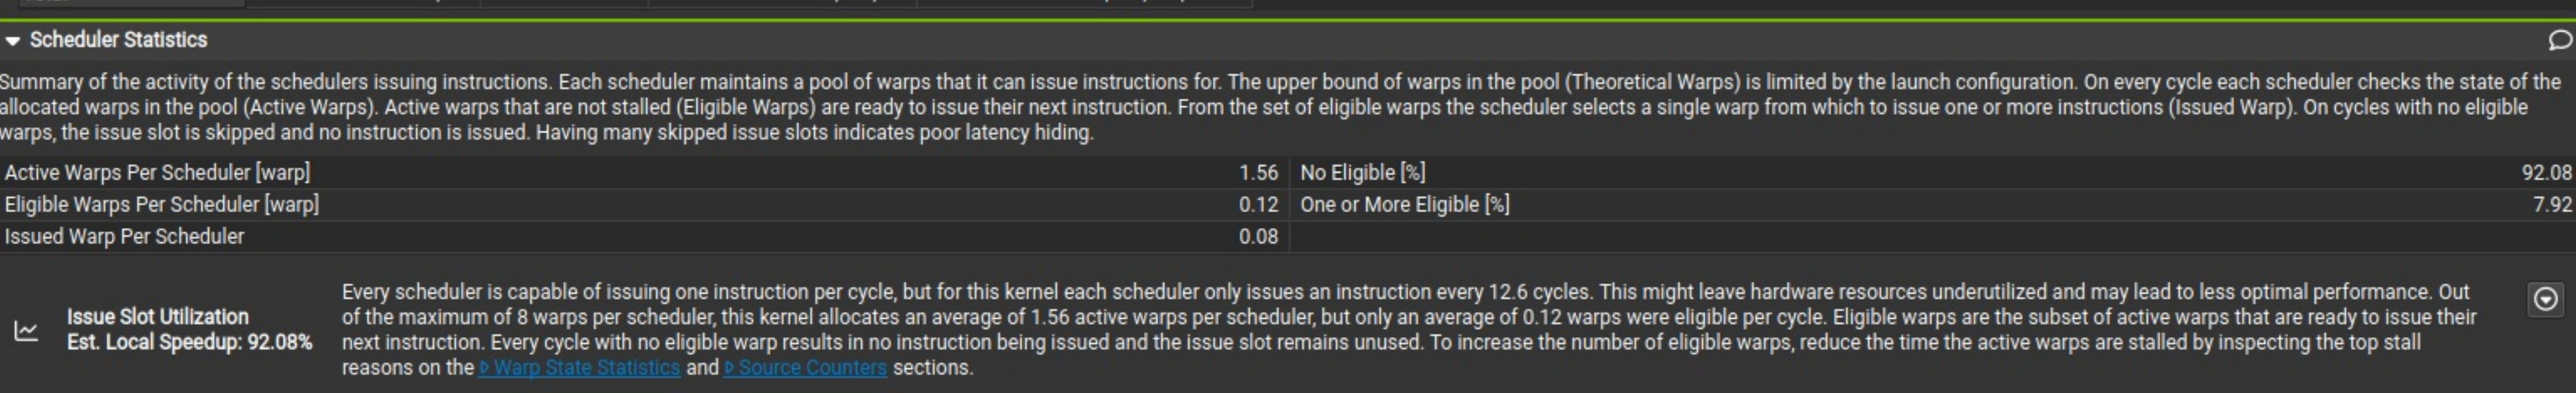 Scheduler Statistics
Summary of the activity of the schedulers issuing instructions. Each scheduler maintains a pool of warps that it can issue instructions for. The upper bound of warps in the pool (Theoretical Warps) is limited by the launch configuration. On every cycle each scheduler checks the state of the
allocated warps in the pool (Active Warps). Active warps that are not stalled (Eligible Warps) are ready to issue their next instruction. From the set of eligible warps the scheduler selects a single warp from which to issue one or more instructions (Issued Warp). On cycles with no eligible
warps, the issue slot is skipped and no instruction is issued. Having many skipped issue slots indicates poor latency hiding.
Active Warps Per Scheduler [warp] 1.56 No Eligible [%] 92.08
Eligible Warps Per Scheduler [warp] 0.12 One or More Eligible [%] 7.92
Issued Warp Per Scheduler 0.08
Issue Slot Utilization
Est. Local Speedup: 92.08%
Every scheduler is capable of issuing one instruction per cycle, but for this kernel each scheduler only issues an instruction every 12.6 cycles. This might leave hardware resources underutilized and may lead to less optimal performance. Out
of the maximum of 8 warps per scheduler, this kernel allocates an average of 1.56 active warps per scheduler, but only an average of 0.12 warps were eligible per cycle. Eligible warps are the subset of active warps that are ready to issue their
next instruction. Every cycle with no eligible warp results in no instruction being issued and the issue slot remains unused. To increase the number of eligible warps, reduce the time the active warps are stalled by inspecting the top stall
reasons on the Warp State Statistics and Source Counters sections.